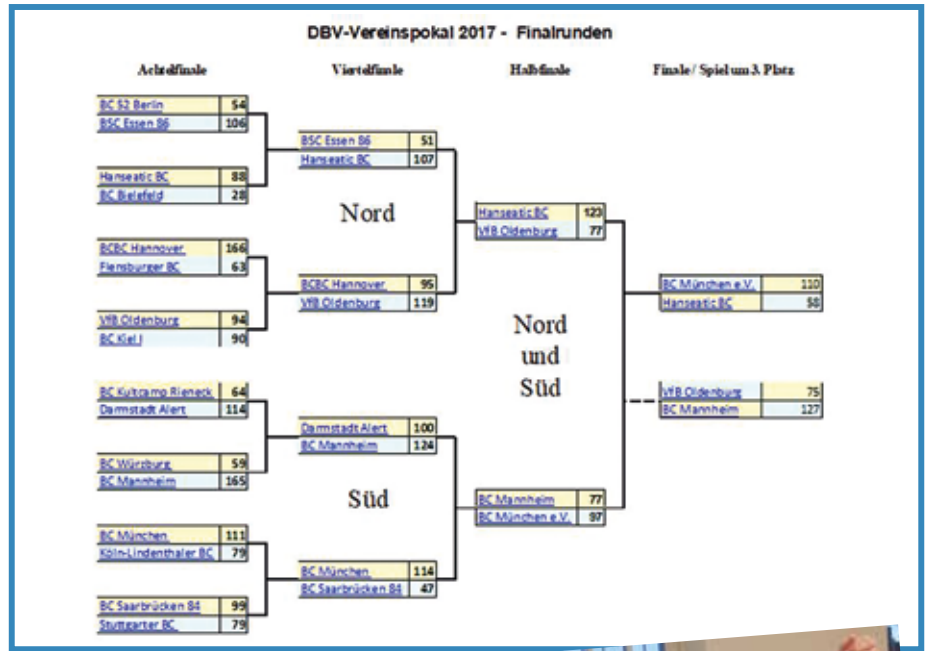 DBV-Vereinspokal 2017 - Finalrunden
Achtelfinale Viertelfinale Halbfinale Finale/ Spiel um 3. Platz
BC 52 Berlin 54
BSC Essen 86 106
Hanseatic BC 88
BC Bielefeld 28
BCBC Hannover 166
Flensburger BC 63
VfB Oldenburg 94
BC Kiel I 90
BC Kultcamp Rieneck 64
Darmstadt Alert 114
BC Würzburg 59
BC Mannheim 165
BC München 111
Köln-Lindenthaler BC 79
BC Saarbrücken 84 99
Stuttgarter BC 79
BSC Essen 86 51
Hanseatic BC 107
Nord
BCBC Hannover 95
VfB Oldenburg 119
Darmstadt Alert 100
BC Mannheim 124
Süd
BC München 114
BC Saarbrücken 84 47
Hanseatic BC 123
VfB Oldenburg 77
Nord
und
Süd
BC Mannheim 77
BC München e.V. 97
BC München e.V. 110
Hanseatic BC 58
VfB Oldenburg 75
BC Mannheim 127